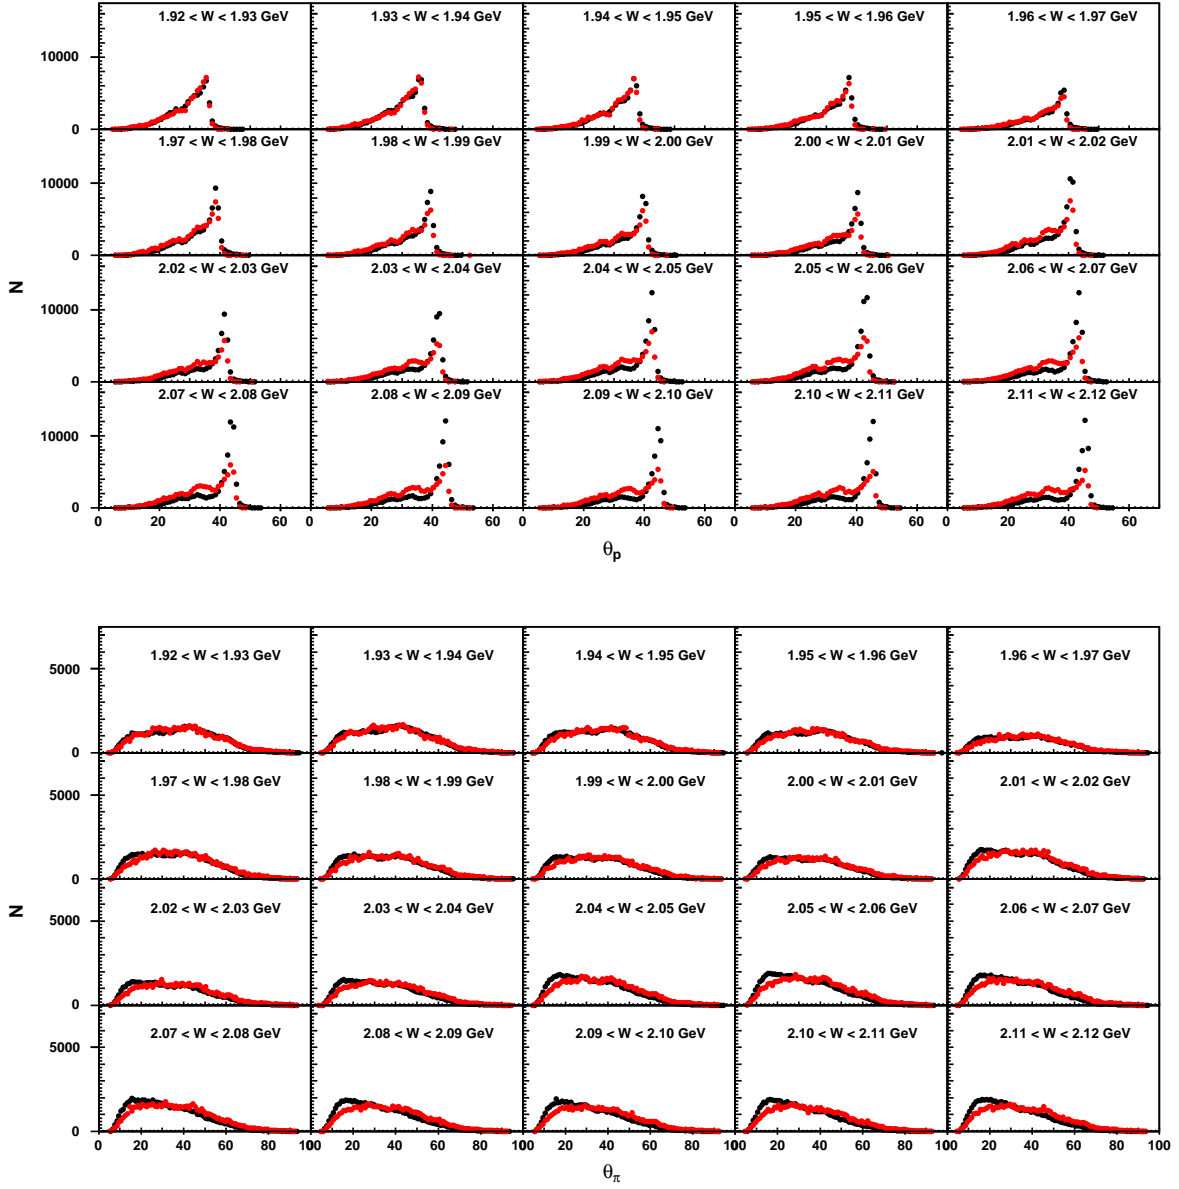 1.92 < W < 1.93 GeV 1.93 < W < 1.94 GeV 1.94 < W < 1.95 GeV 1.95 < W < 1.96 GeV 1.96 < W < 1.97 GeV
10000
0
1.97 < W < 1.98 GeV 1.98 < W < 1.99 GeV 1.99 < W < 2.00 GeV 2.00 < W < 2.01 GeV 2.01 < W < 2.02 GeV
10000
0
2.02 < W < 2.03 GeV 2.03 < W < 2.04 GeV 2.04 < W < 2.05 GeV 2.05 < W < 2.06 GeV 2.06 < W < 2.07 GeV
N
10000
0
2.07 < W < 2.08 GeV 2.08 < W < 2.09 GeV 2.09 < W < 2.10 GeV 2.10 < W < 2.11 GeV 2.11 < W < 2.12 GeV
10000
0
0 20 40 60 0 20 40 60 0 20 40 60 0 20 40 60 0 20 40 60
θp
1.92 < W < 1.93 GeV 1.93 < W < 1.94 GeV 1.94 < W < 1.95 GeV 1.95 < W < 1.96 GeV 1.96 < W < 1.97 GeV
5000
0
1.97 < W < 1.98 GeV 1.98 < W < 1.99 GeV 1.99 < W < 2.00 GeV 2.00 < W < 2.01 GeV 2.01 < W < 2.02 GeV
5000
0
2.02 < W < 2.03 GeV 2.03 < W < 2.04 GeV 2.04 < W < 2.05 GeV 2.05 < W < 2.06 GeV 2.06 < W < 2.07 GeV
N
5000
0
2.07 < W < 2.08 GeV 2.08 < W < 2.09 GeV 2.09 < W < 2.10 GeV 2.10 < W < 2.11 GeV 2.11 < W < 2.12 GeV
5000
0
0 20 40 60 80 100 20 40 60 80 100 20 40 60 80 100 20 40 60 80 100 20 40 60 80 100
θπ